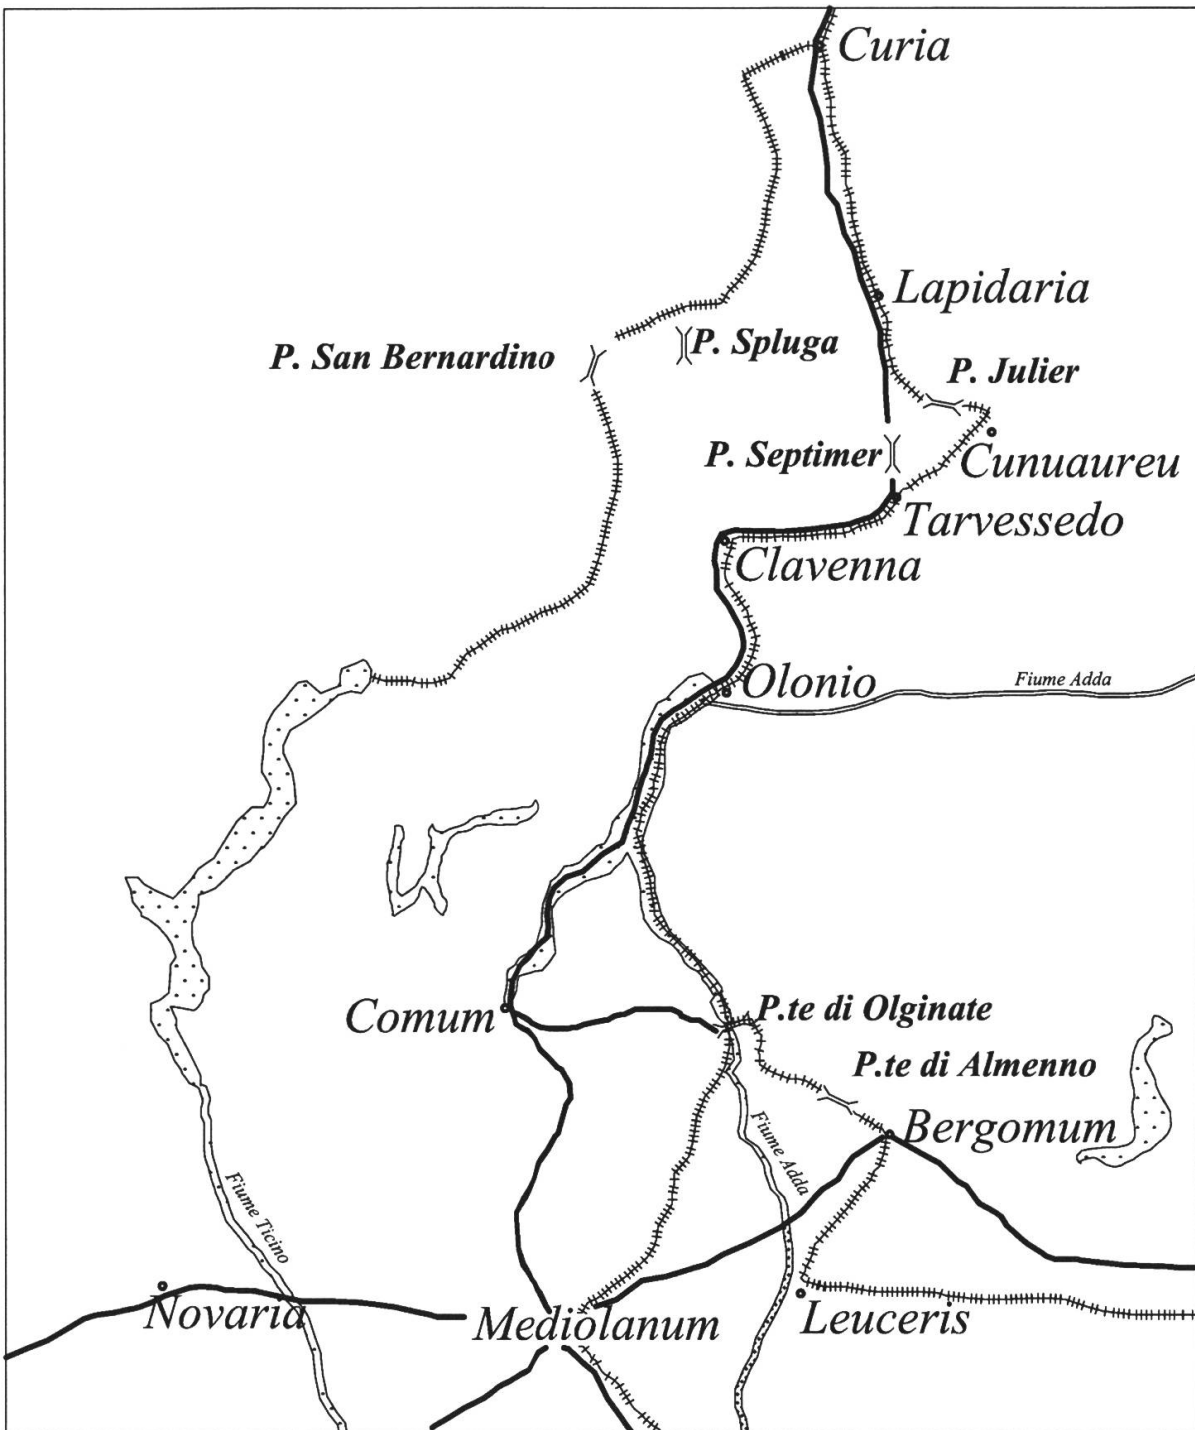 Curia
Lapidaria
P. San Bernardino
P. Spluga
P. Julier
P. Septimer
Cunuaureu
Tarvessedo
Clavenna
Olonio
Fiume Adda
Comum
P.te di Olginate
P.te di Almenno
Bergomum
Fiume Adda
Fiume Ticino
Novaria
Mediolanum
Leuceris